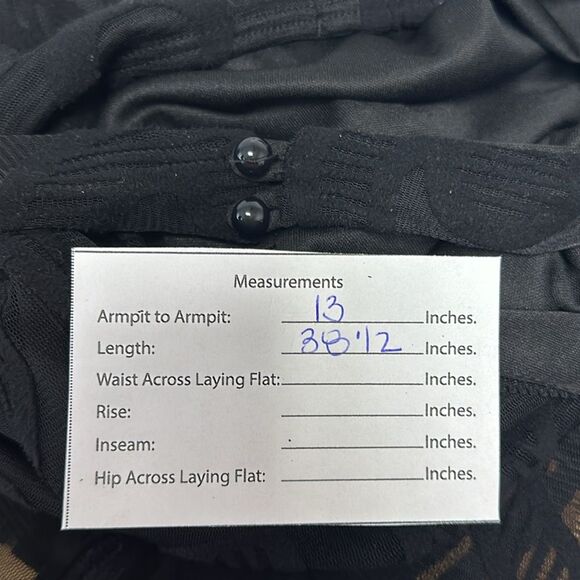 Measurements
Armpit to Armpit: 13 Inches.
Length: 38 1/2 Inches.
Waist Across Laying Flat: Inches.
Rise: Inches.
Inseam: Inches.
Hip Across Laying Flat: Inches.